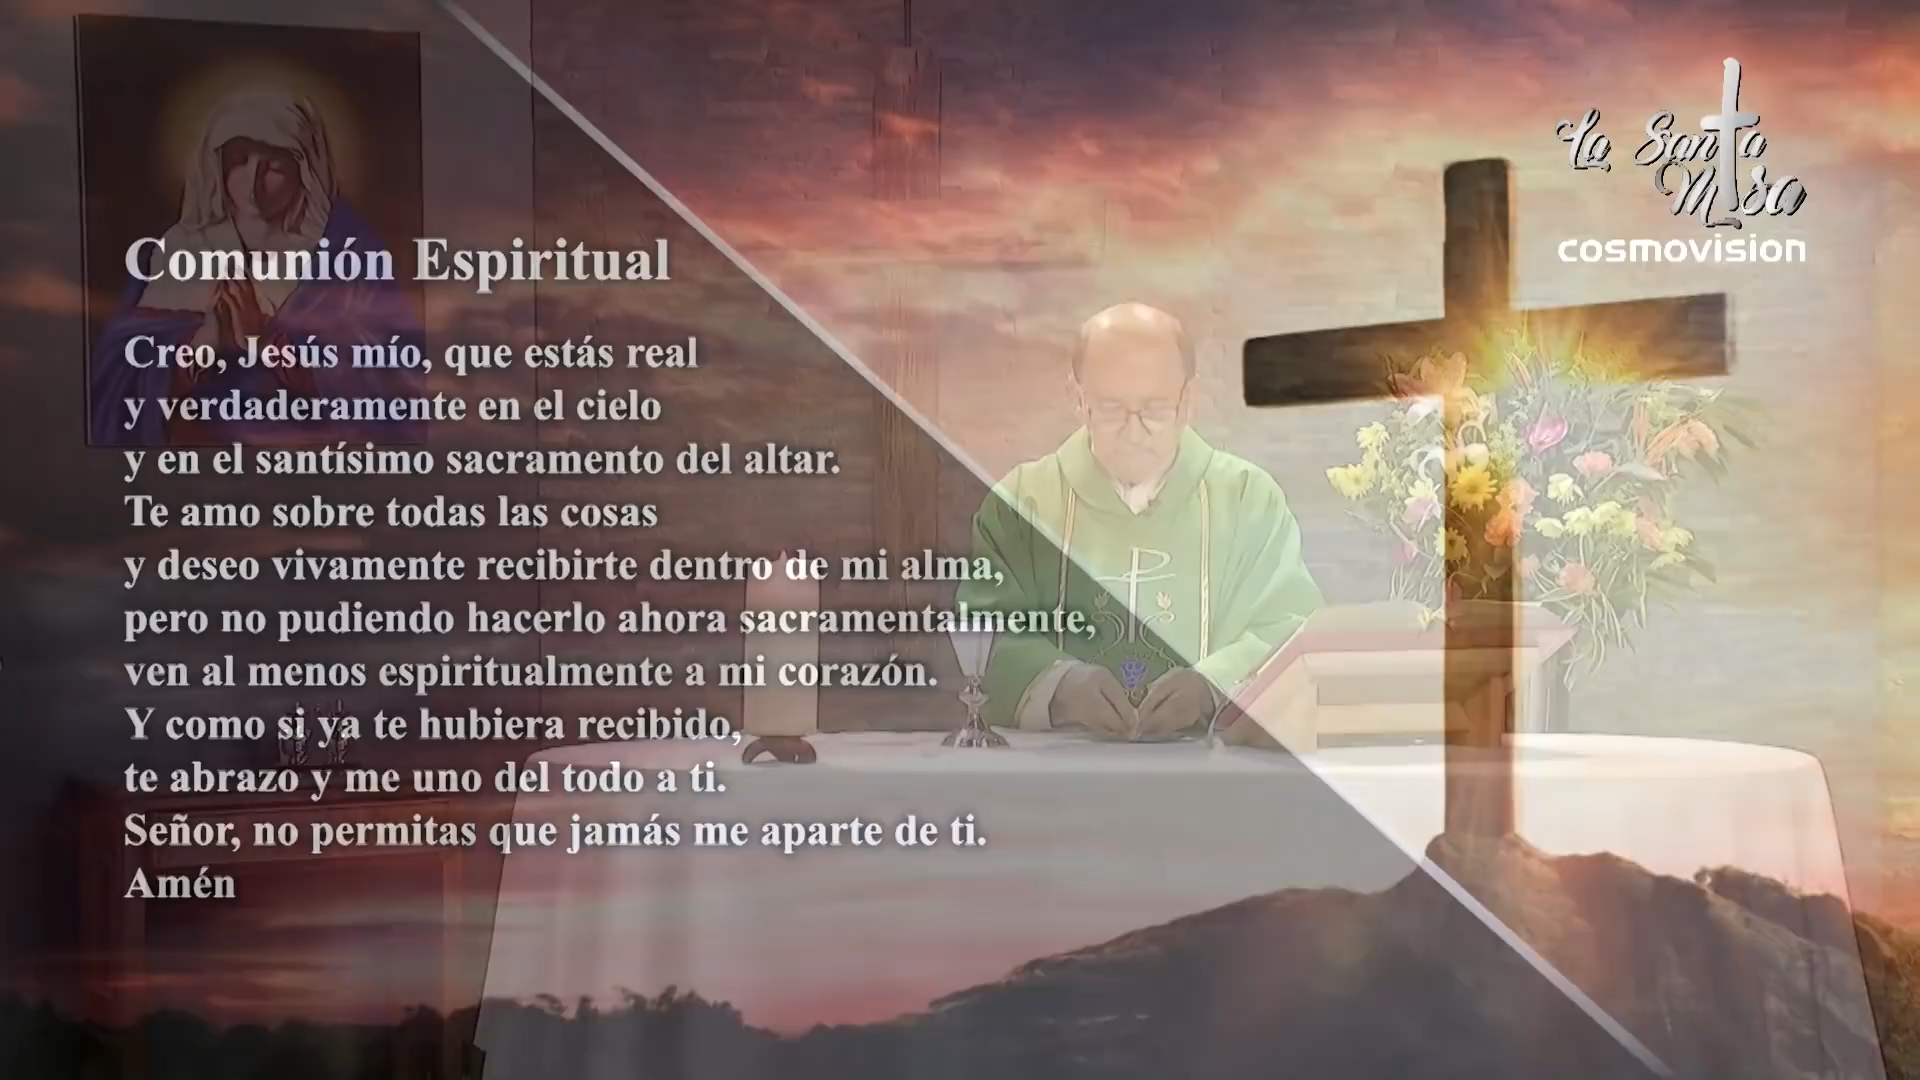 La Santa
Misa
cosmovision
Comunión Espiritual
Creo, Jesús mío, que estás real
y verdaderamente en el cielo
y en el santísimo sacramento del altar.
Te amo sobre todas las cosas
y deseo vivamente recibirte dentro de mi alma,
pero no pudiendo hacerlo ahora sacramentalmente,
ven al menos espiritualmente a mi corazón.
Y como si ya te hubiera recibido,
te abrazo y me uno del todo a ti.
Señor, no permitas que jamás me aparte de ti.
Amén